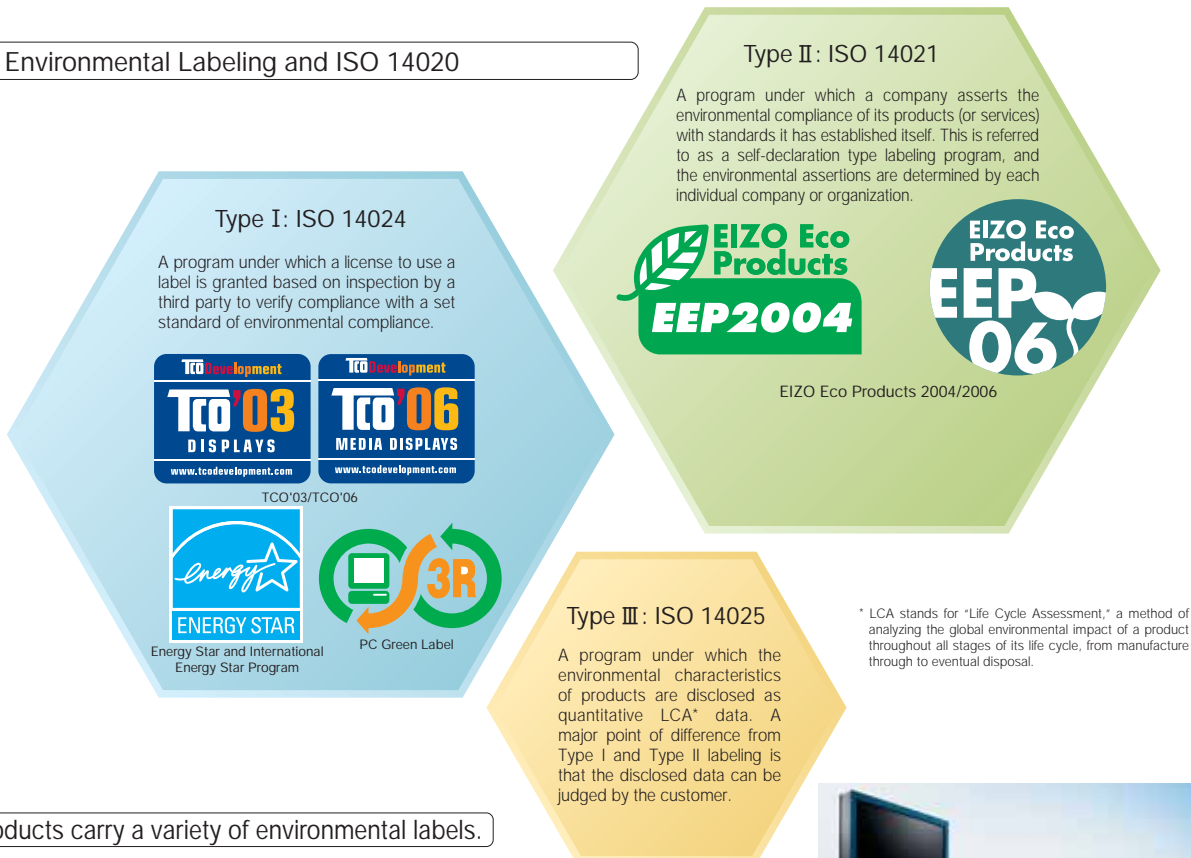 Environmental Labeling and ISO 14020
Type Ⅱ: ISO 14021
A program under which a company asserts the
environmental compliance of its products (or services)
with standards it has established itself. This is referred
to as a self-declaration type labeling program, and
the environmental assertions are determined by each
individual company or organization.
EIZO Eco
Products
EEP2004
EIZO Eco
Products
EEP
06
EIZO Eco Products 2004/2006
Type Ⅰ: ISO 14024
A program under which a license to use a
label is granted based on inspection by a
third party to verify compliance with a set
standard of environmental compliance.
TCO Development
TCO'03
DISPLAYS
www.tcodevelopment.com
TCO Development
TCO'06
MEDIA DISPLAYS
www.tcodevelopment.com
TCO'03/TCO'06
energy
ENERGY STAR
Energy Star and International
Energy Star Program
3R
PC Green Label
Type Ⅲ: ISO 14025
A program under which the
environmental characteristics
of products are disclosed as
quantitative LCA* data. A
major point of difference from
Type I and Type II labeling is
that the disclosed data can be
judged by the customer.
* LCA stands for "Life Cycle Assessment," a method of
analyzing the global environmental impact of a product
throughout all stages of its life cycle, from manufacture
through to eventual disposal.
oducts carry a variety of environmental labels.